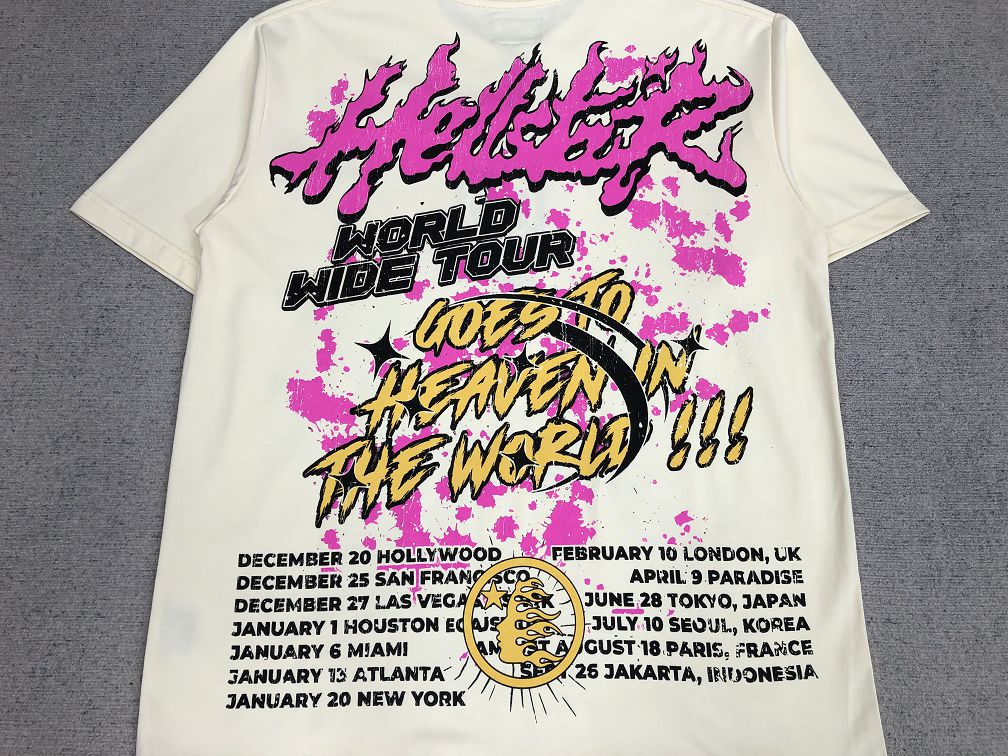 Hellstar
WORLD
WIDE TOUR
GOES TO
HEAVEN IN
THE WORLD !!!
DECEMBER 20 HOLLYWOOD
DECEMBER 25 SAN FRANCISCO
DECEMBER 27 LAS VEGAS
JANUARY 1 HOUSTON
JANUARY 6 MIAMI
JANUARY 13 ATLANTA
JANUARY 20 NEW YORK
FEBRUARY 10 LONDON, UK
APRIL 9 PARADISE
JUNE 28 TOKYO, JAPAN
JULY 10 SEOUL, KOREA
AUGUST 18 PARIS, FRANCE
SEPT 26 JAKARTA, INDONESIA